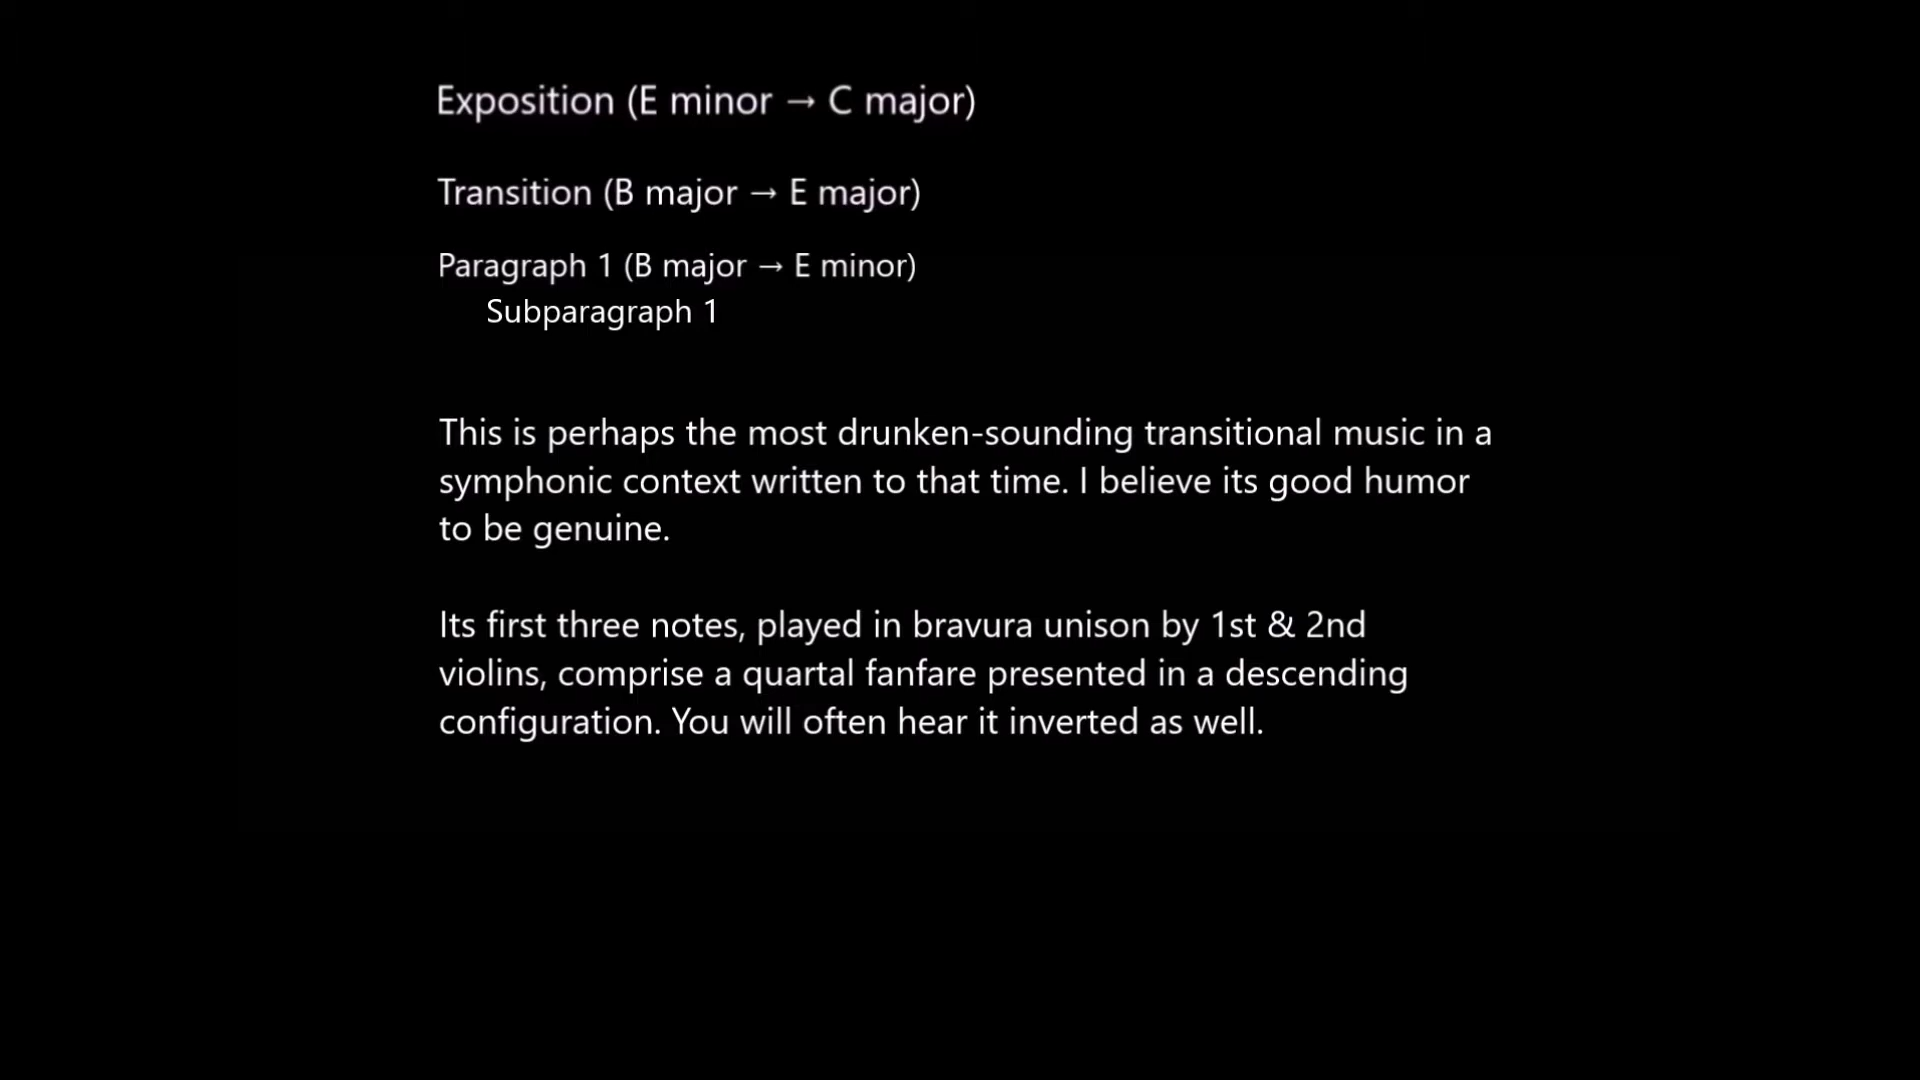 Exposition (E minor → C major)
Transition (B major → E major)
Paragraph 1 (B major → E minor)
Subparagraph 1
This is perhaps the most drunken-sounding transitional music in a
symphonic context written to that time. I believe its good humor
to be genuine.
Its first three notes, played in bravura unison by 1st & 2nd
violins, comprise a quartal fanfare presented in a descending
configuration. You will often hear it inverted as well.